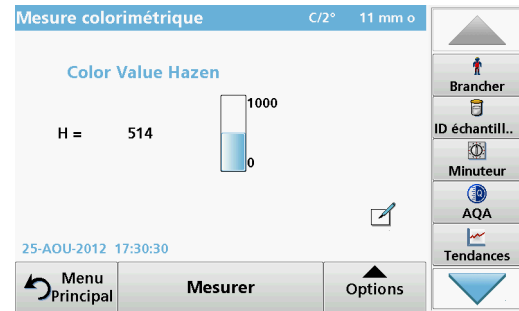 Mesure colorimétrique C/2° 11 mm o
Color Value Hazen
1000
H = 514
0
25-AOU-2012 17:30:30
Menu
Principal
Mesurer
Options
Brancher
ID échantill..
Minuteur
AQA
Tendances